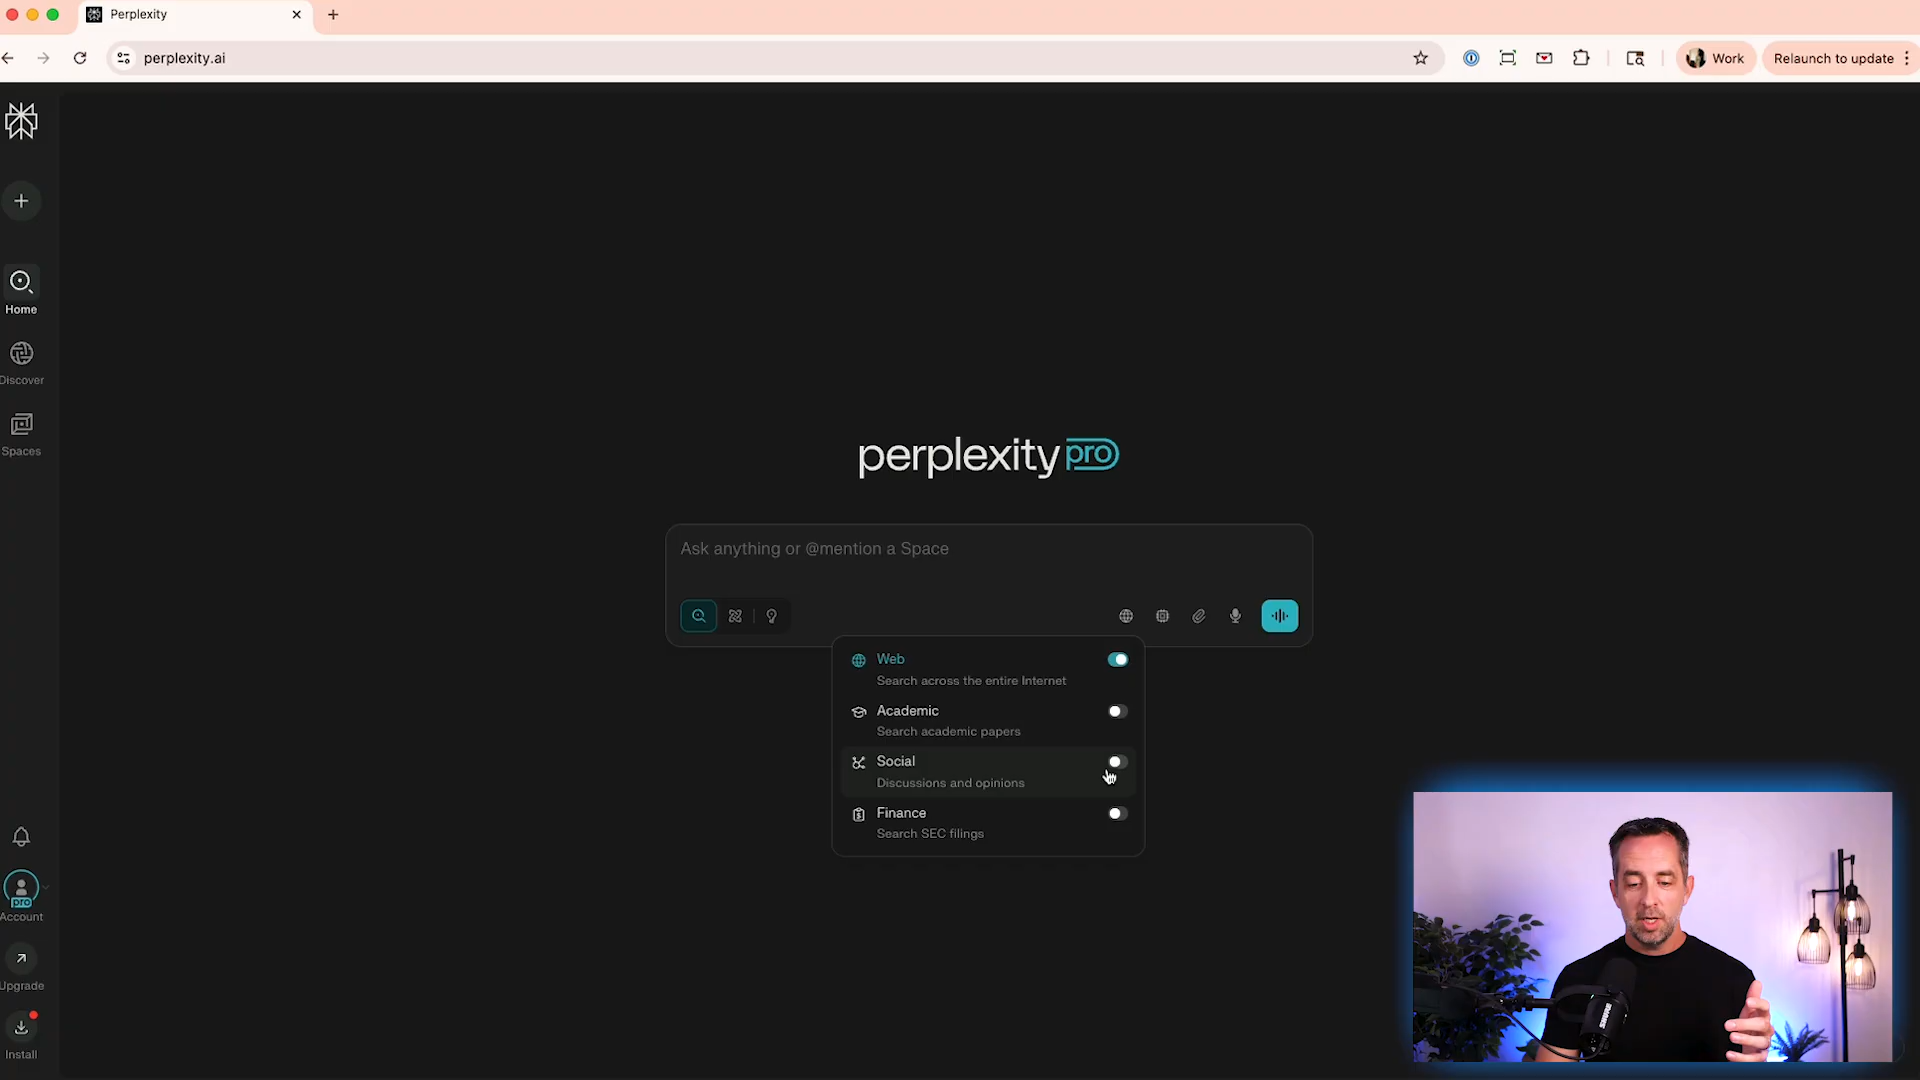 Perplexity
perplexity.ai
Work
Relaunch to update
Home
Discover
Spaces
Account
pro
Upgrade
Install
perplexity pro
Ask anything or @mention a Space
Web
Search across the entire Internet
Academic
Search academic papers
Social
Discussions and opinions
Finance
Search SEC filings
SHURE